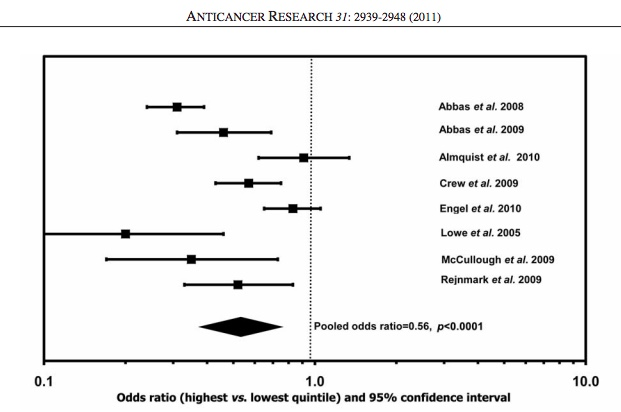 ANTICANCER RESEARCH 31: 2939-2948 (2011)
Abbas et al. 2008
Abbas et al. 2009
Almquist et al. 2010
Crew et al. 2009
Engel et al. 2010
Lowe et al. 2005
McCullough et al. 2009
Rejnmark et al. 2009
Pooled odds ratio=0.56, p<0.0001
0.1 1.0 10.0
Odds ratio (highest vs. lowest quintile) and 95% confidence interval